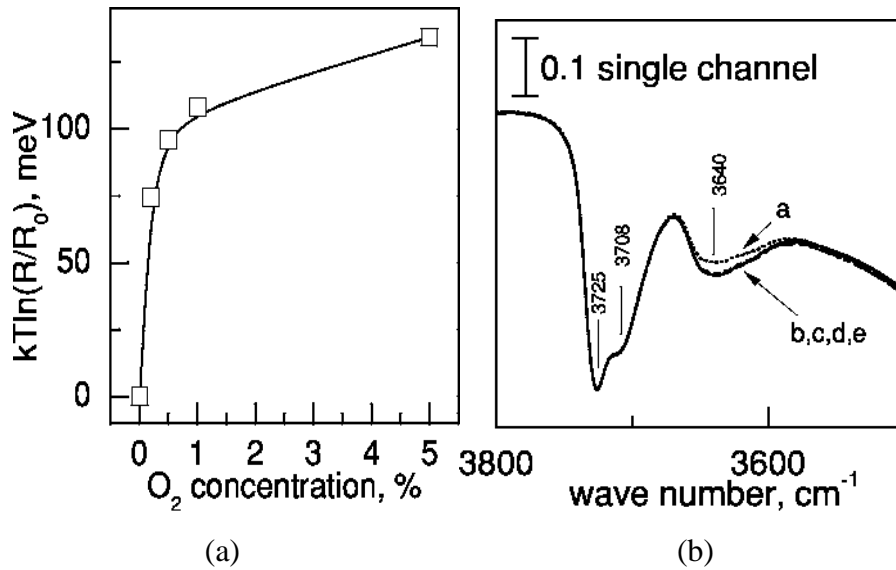 kTln(R/R₀), meV
100
50
0
0 1 2 3 4 5
O₂ concentration, %
(a)
0.1 single channel
3725
3708
3640
a
b,c,d,e
3800 3600
wave number, cm⁻¹
(b)